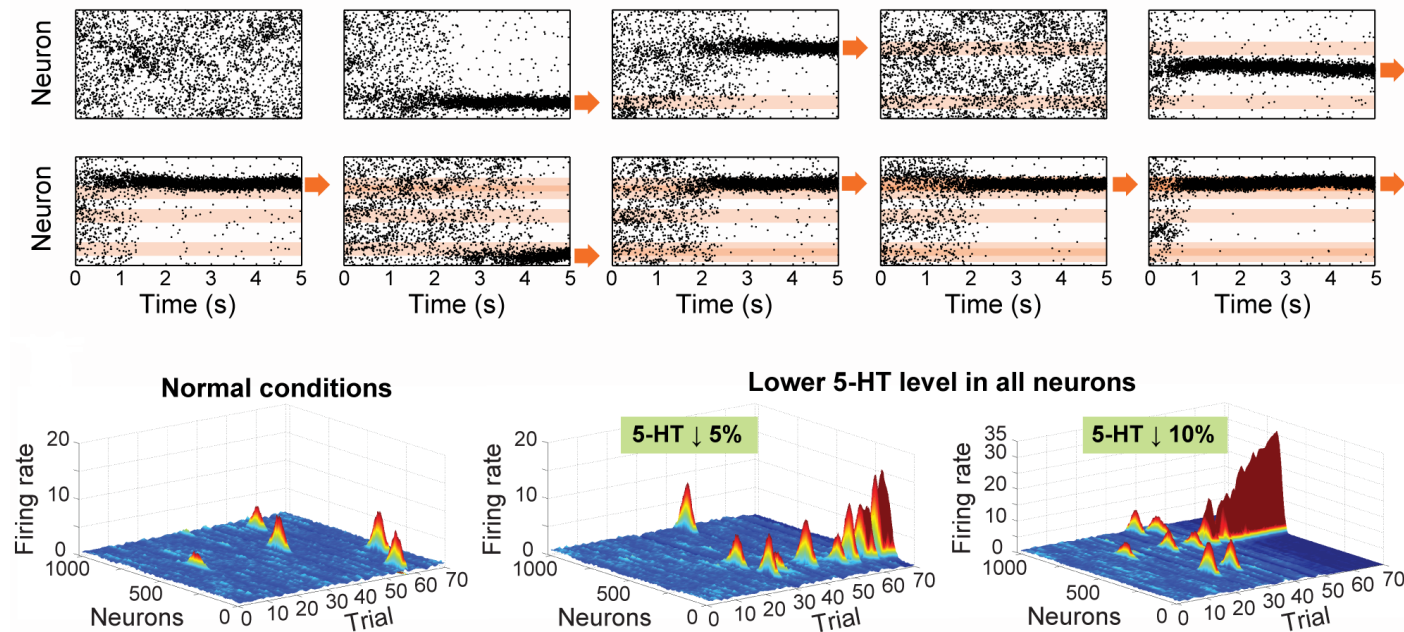 Neuron
Neuron
0 1 2 3 4 5
0 1 2 3 4 5
0 1 2 3 4 5
0 1 2 3 4 5
0 1 2 3 4 5
Time (s)
Time (s)
Time (s)
Time (s)
Time (s)
Normal conditions
Lower 5-HT level in all neurons
5-HT ↓ 5%
5-HT ↓ 10%
Firing rate
20
10
0
1000
500
0
Neurons
0 10 20 30 40 50 60 70
Trial
Firing rate
20
10
0
1000
500
0
Neurons
0 10 20 30 40 50 60 70
Trial
Firing rate
35
30
20
10
0
1000
500
0
Neurons
0 10 20 30 40 50 60 70
Trial